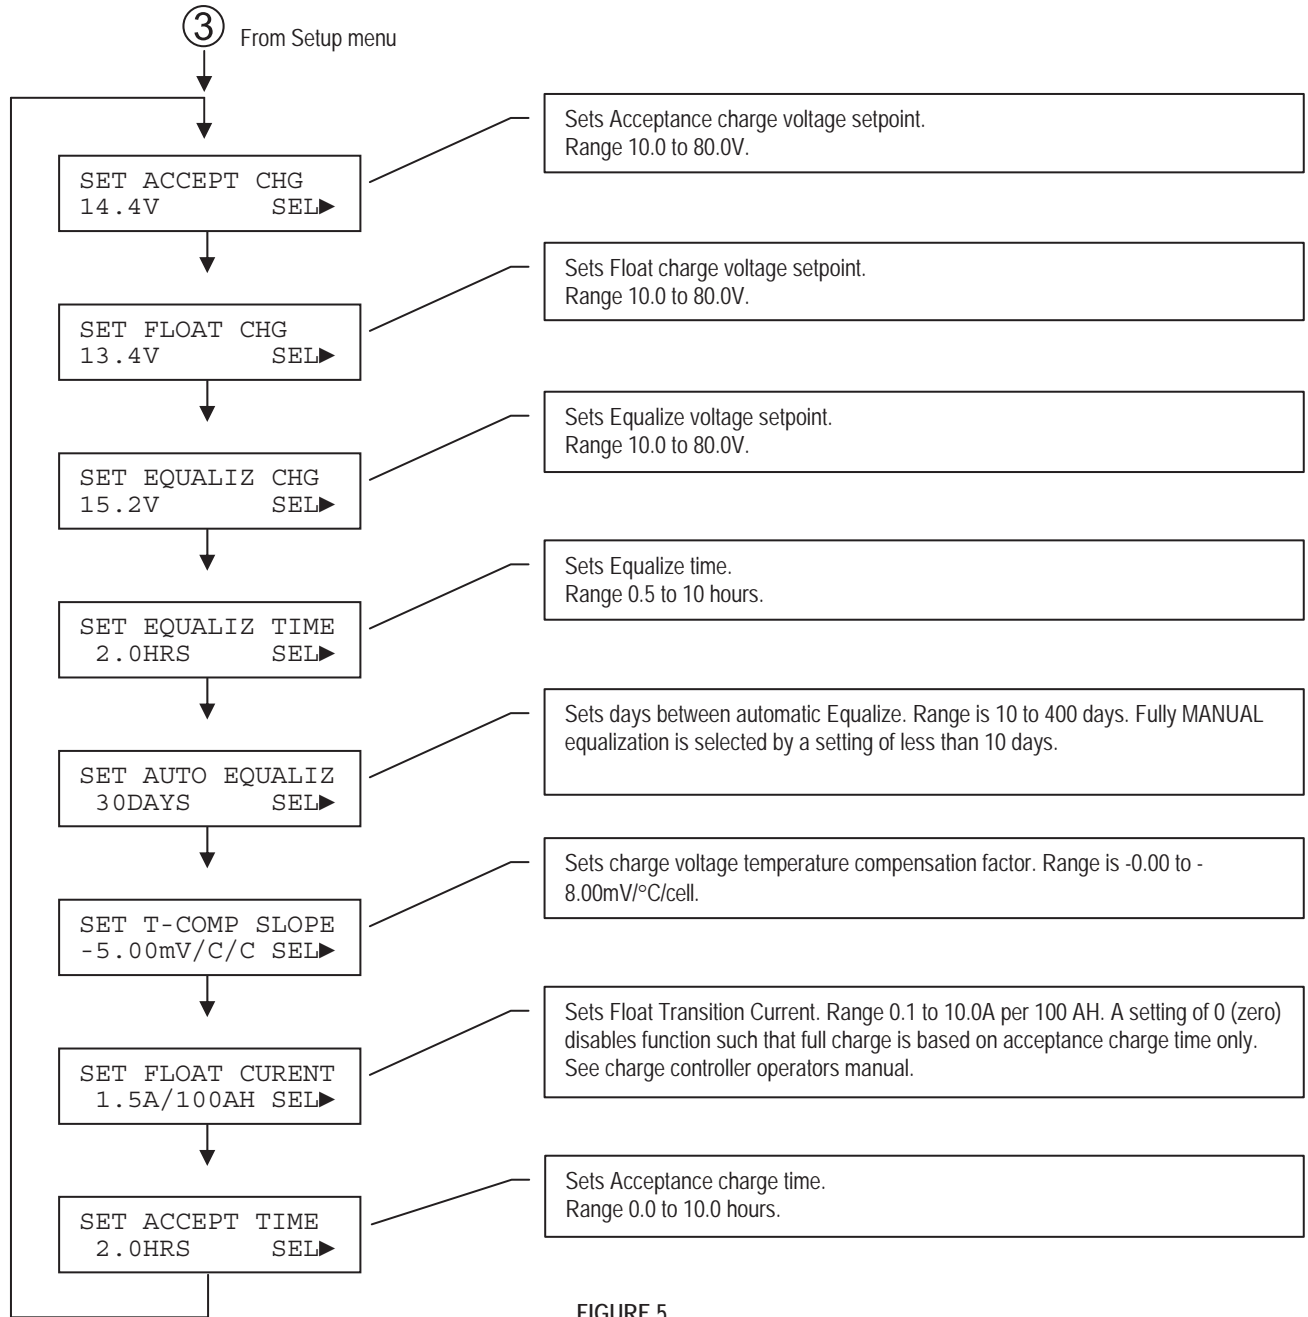 3 From Setup menu
SET ACCEPT CHG
14.4V SEL►
Sets Acceptance charge voltage setpoint.
Range 10.0 to 80.0V.
SET FLOAT CHG
13.4V SEL►
Sets Float charge voltage setpoint.
Range 10.0 to 80.0V.
SET EQUALIZ CHG
15.2V SEL►
Sets Equalize voltage setpoint.
Range 10.0 to 80.0V.
SET EQUALIZ TIME
2.0HRS SEL►
Sets Equalize time.
Range 0.5 to 10 hours.
SET AUTO EQUALIZ
30DAYS SEL►
Sets days between automatic Equalize. Range is 10 to 400 days. Fully MANUAL
equalization is selected by a setting of less than 10 days.
SET T-COMP SLOPE
-5.00mV/C/C SEL►
Sets charge voltage temperature compensation factor. Range is -0.00 to -
8.00mV/°C/cell.
SET FLOAT CURENT
1.5A/100AH SEL►
Sets Float Transition Current. Range 0.1 to 10.0A per 100 AH. A setting of 0 (zero)
disables function such that full charge is based on acceptance charge time only.
See charge controller operators manual.
SET ACCEPT TIME
2.0HRS SEL►
Sets Acceptance charge time.
Range 0.0 to 10.0 hours.
FIGURE 5